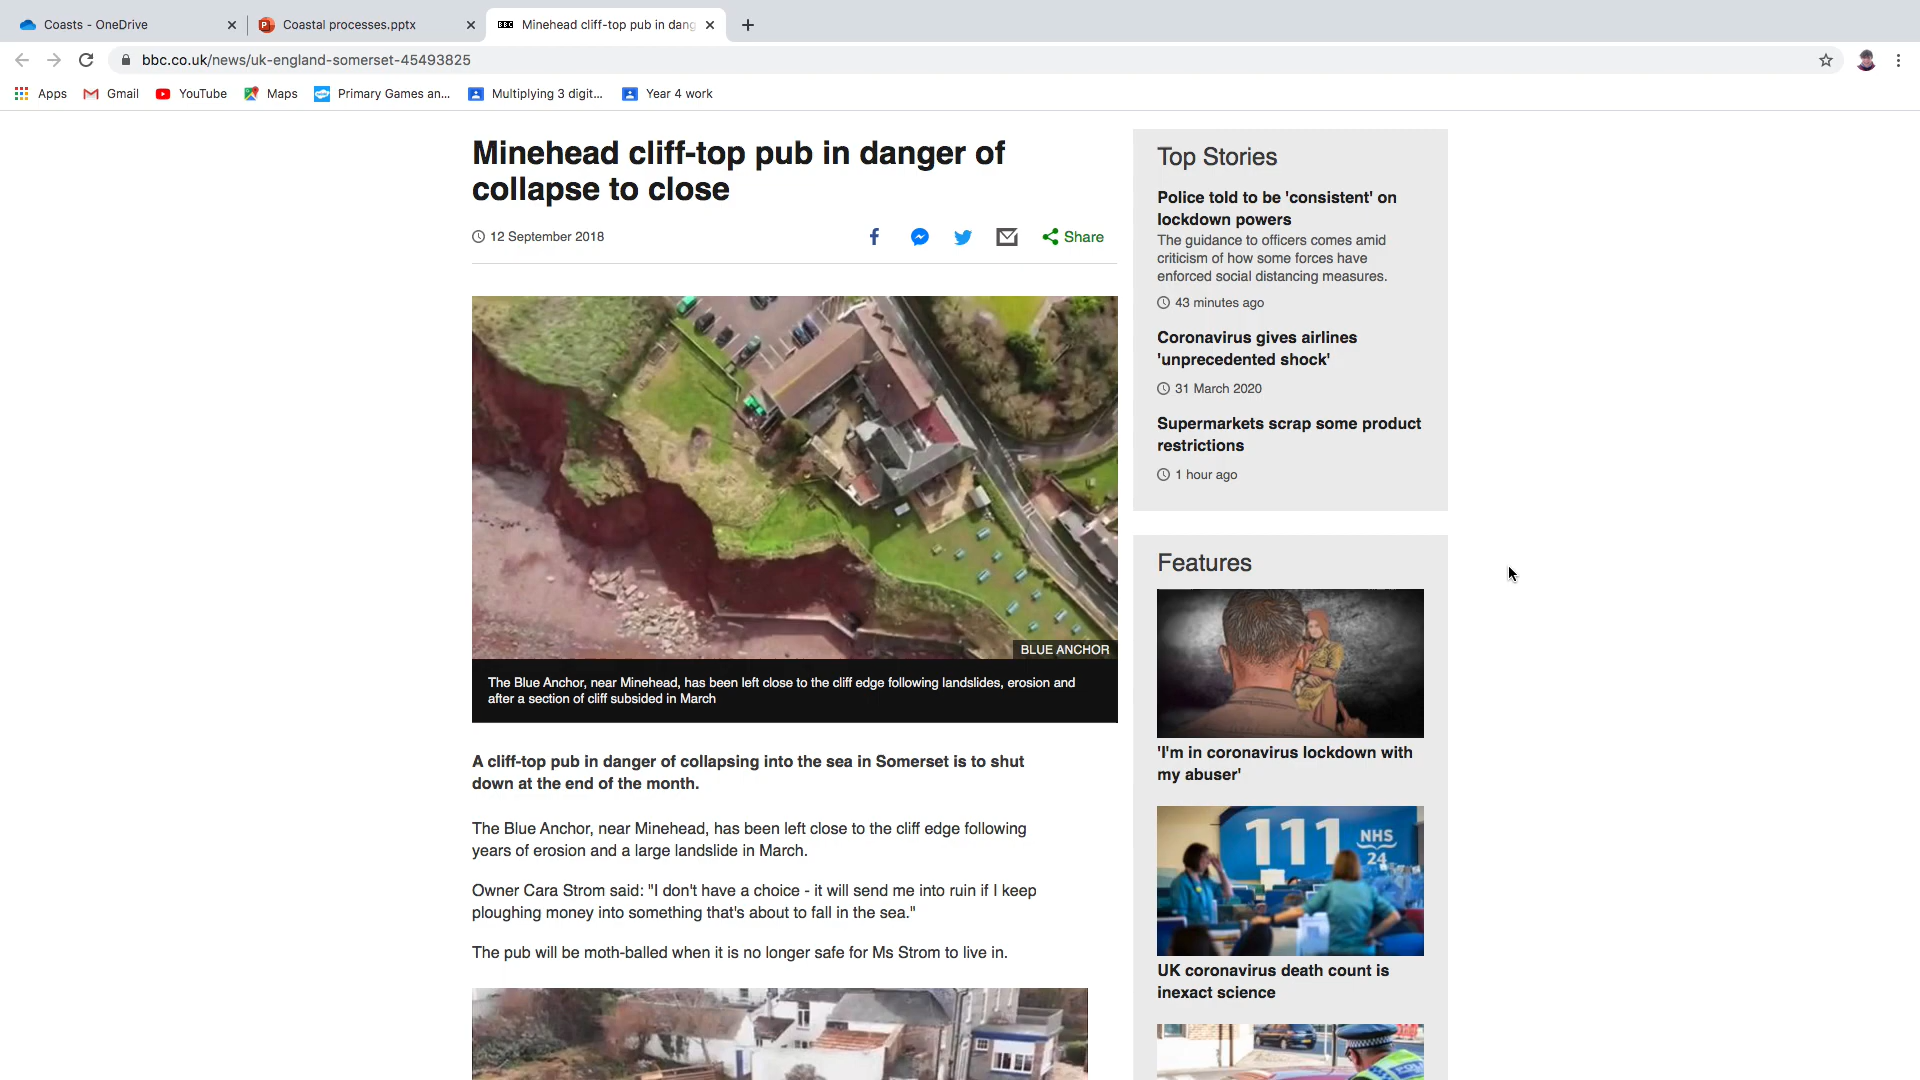 Coasts - OneDrive
Coastal processes.pptx
BBC
Minehead cliff-top pub in dang
bbc.co.uk/news/uk-england-somerset-45493825
Apps
Gmail
YouTube
Maps
Primary Games an...
Multiplying 3 digit...
Year 4 work
Minehead cliff-top pub in danger of
collapse to close
12 September 2018
Share
BLUE ANCHOR
The Blue Anchor, near Minehead, has been left close to the cliff edge following landslides, erosion and
after a section of cliff subsided in March
A cliff-top pub in danger of collapsing into the sea in Somerset is to shut
down at the end of the month.
The Blue Anchor, near Minehead, has been left close to the cliff edge following
years of erosion and a large landslide in March.
Owner Cara Strom said: "I don't have a choice - it will send me into ruin if I keep
ploughing money into something that's about to fall in the sea."
The pub will be moth-balled when it is no longer safe for Ms Strom to live in.
Top Stories
Police told to be 'consistent' on
lockdown powers
The guidance to officers comes amid
criticism of how some forces have
enforced social distancing measures.
43 minutes ago
Coronavirus gives airlines
'unprecedented shock'
31 March 2020
Supermarkets scrap some product
restrictions
1 hour ago
Features
'I'm in coronavirus lockdown with
my abuser'
111
NHS
24
UK coronavirus death count is
inexact science